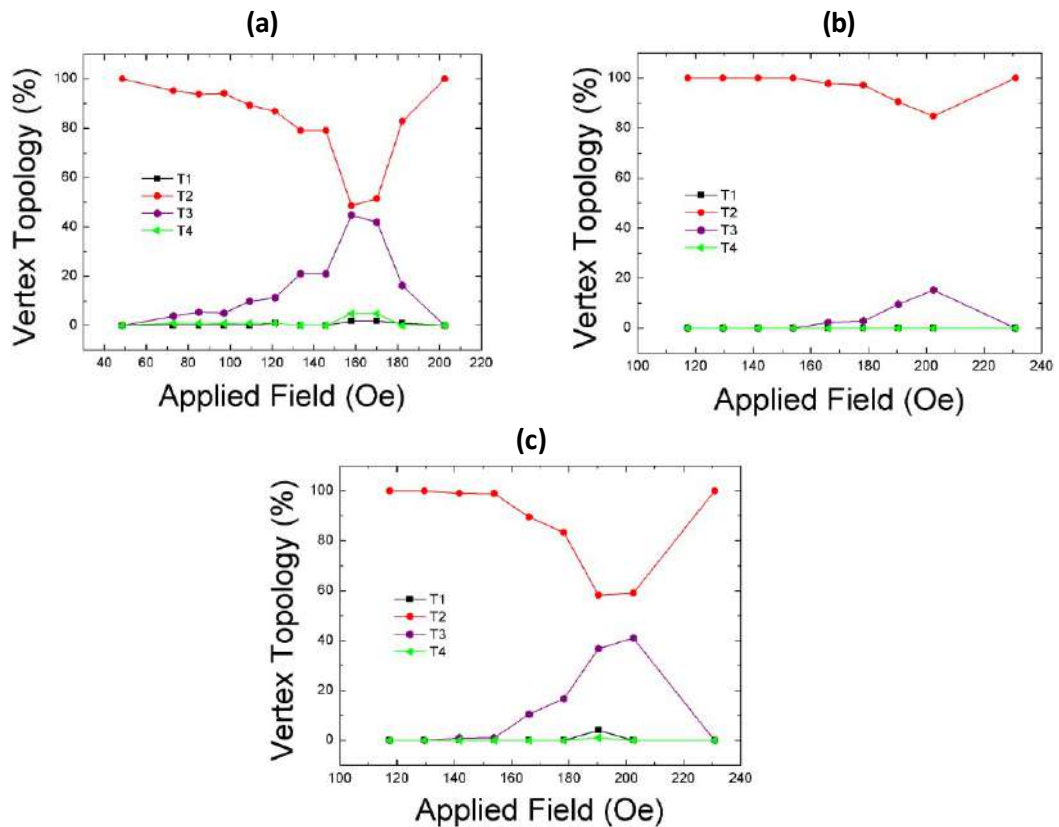 (a)
Vertex Topology (%)
100
80
60
40
20
0
T1
T2
T3
T4
40 60 80 100 120 140 160 180 200 220
Applied Field (Oe)
(b)
Vertex Topology (%)
100
80
60
40
20
0
T1
T2
T3
T4
100 120 140 160 180 200 220 240
Applied Field (Oe)
(c)
Vertex Topology (%)
100
80
60
40
20
0
T1
T2
T3
T4
100 120 140 160 180 200 220 240
Applied Field (Oe)